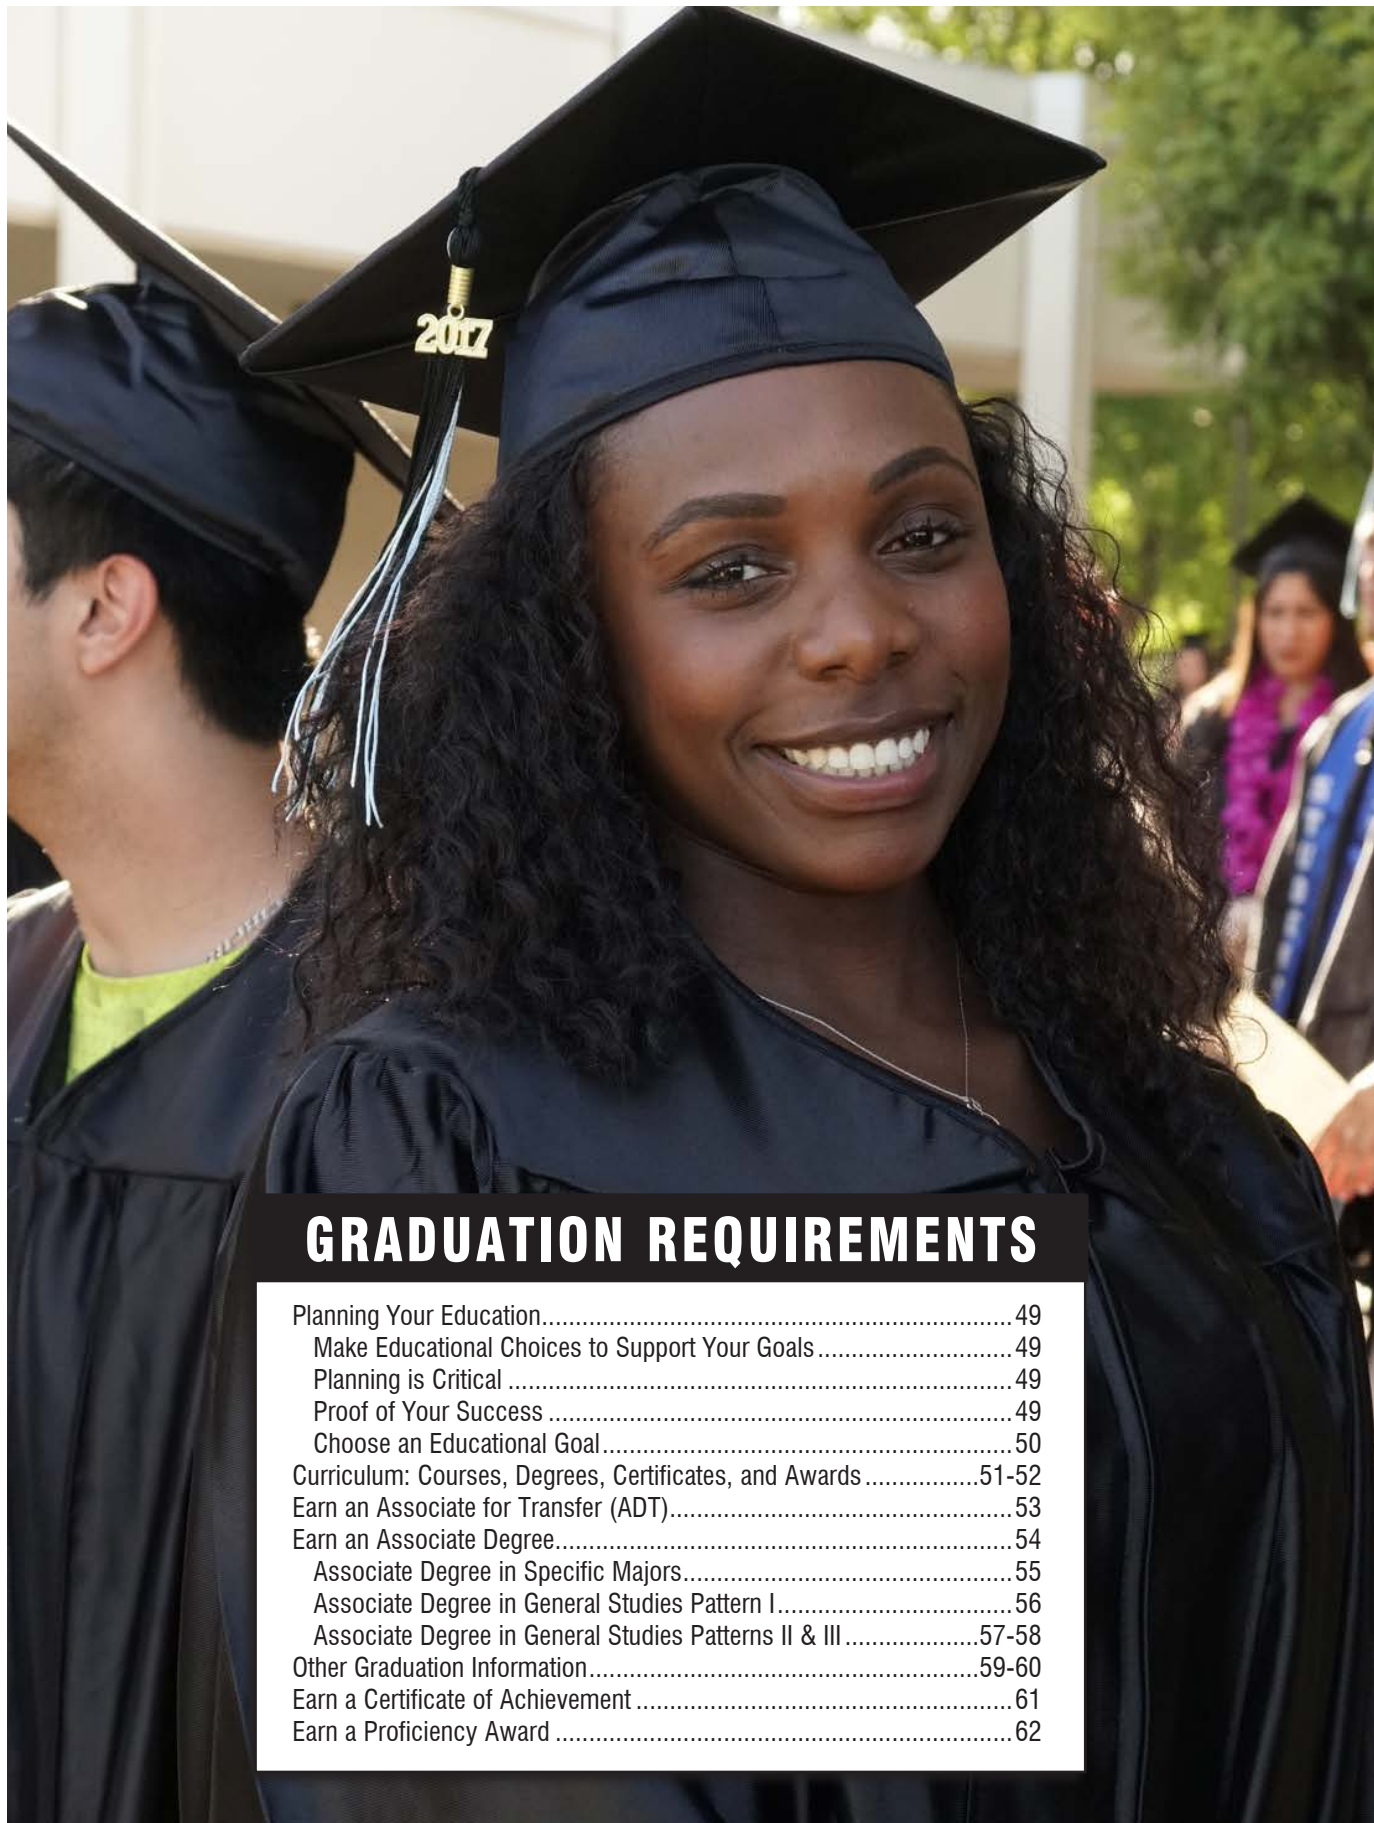 2017
STUDENT
GRADUATION REQUIREMENTS
Planning Your Education......................................................................49
Make Educational Choices to Support Your Goals.............................49
Planning is Critical ...........................................................................49
Proof of Your Success .....................................................................49
Choose an Educational Goal.............................................................50
Curriculum: Courses, Degrees, Certificates, and Awards.................51-52
Earn an Associate for Transfer (ADT)...................................................53
Earn an Associate Degree....................................................................54
Associate Degree in Specific Majors.................................................55
Associate Degree in General Studies Pattern I...................................56
Associate Degree in General Studies Patterns II & III....................57-58
Other Graduation Information..........................................................59-60
Earn a Certificate of Achievement ........................................................61
Earn a Proficiency Award ....................................................................62